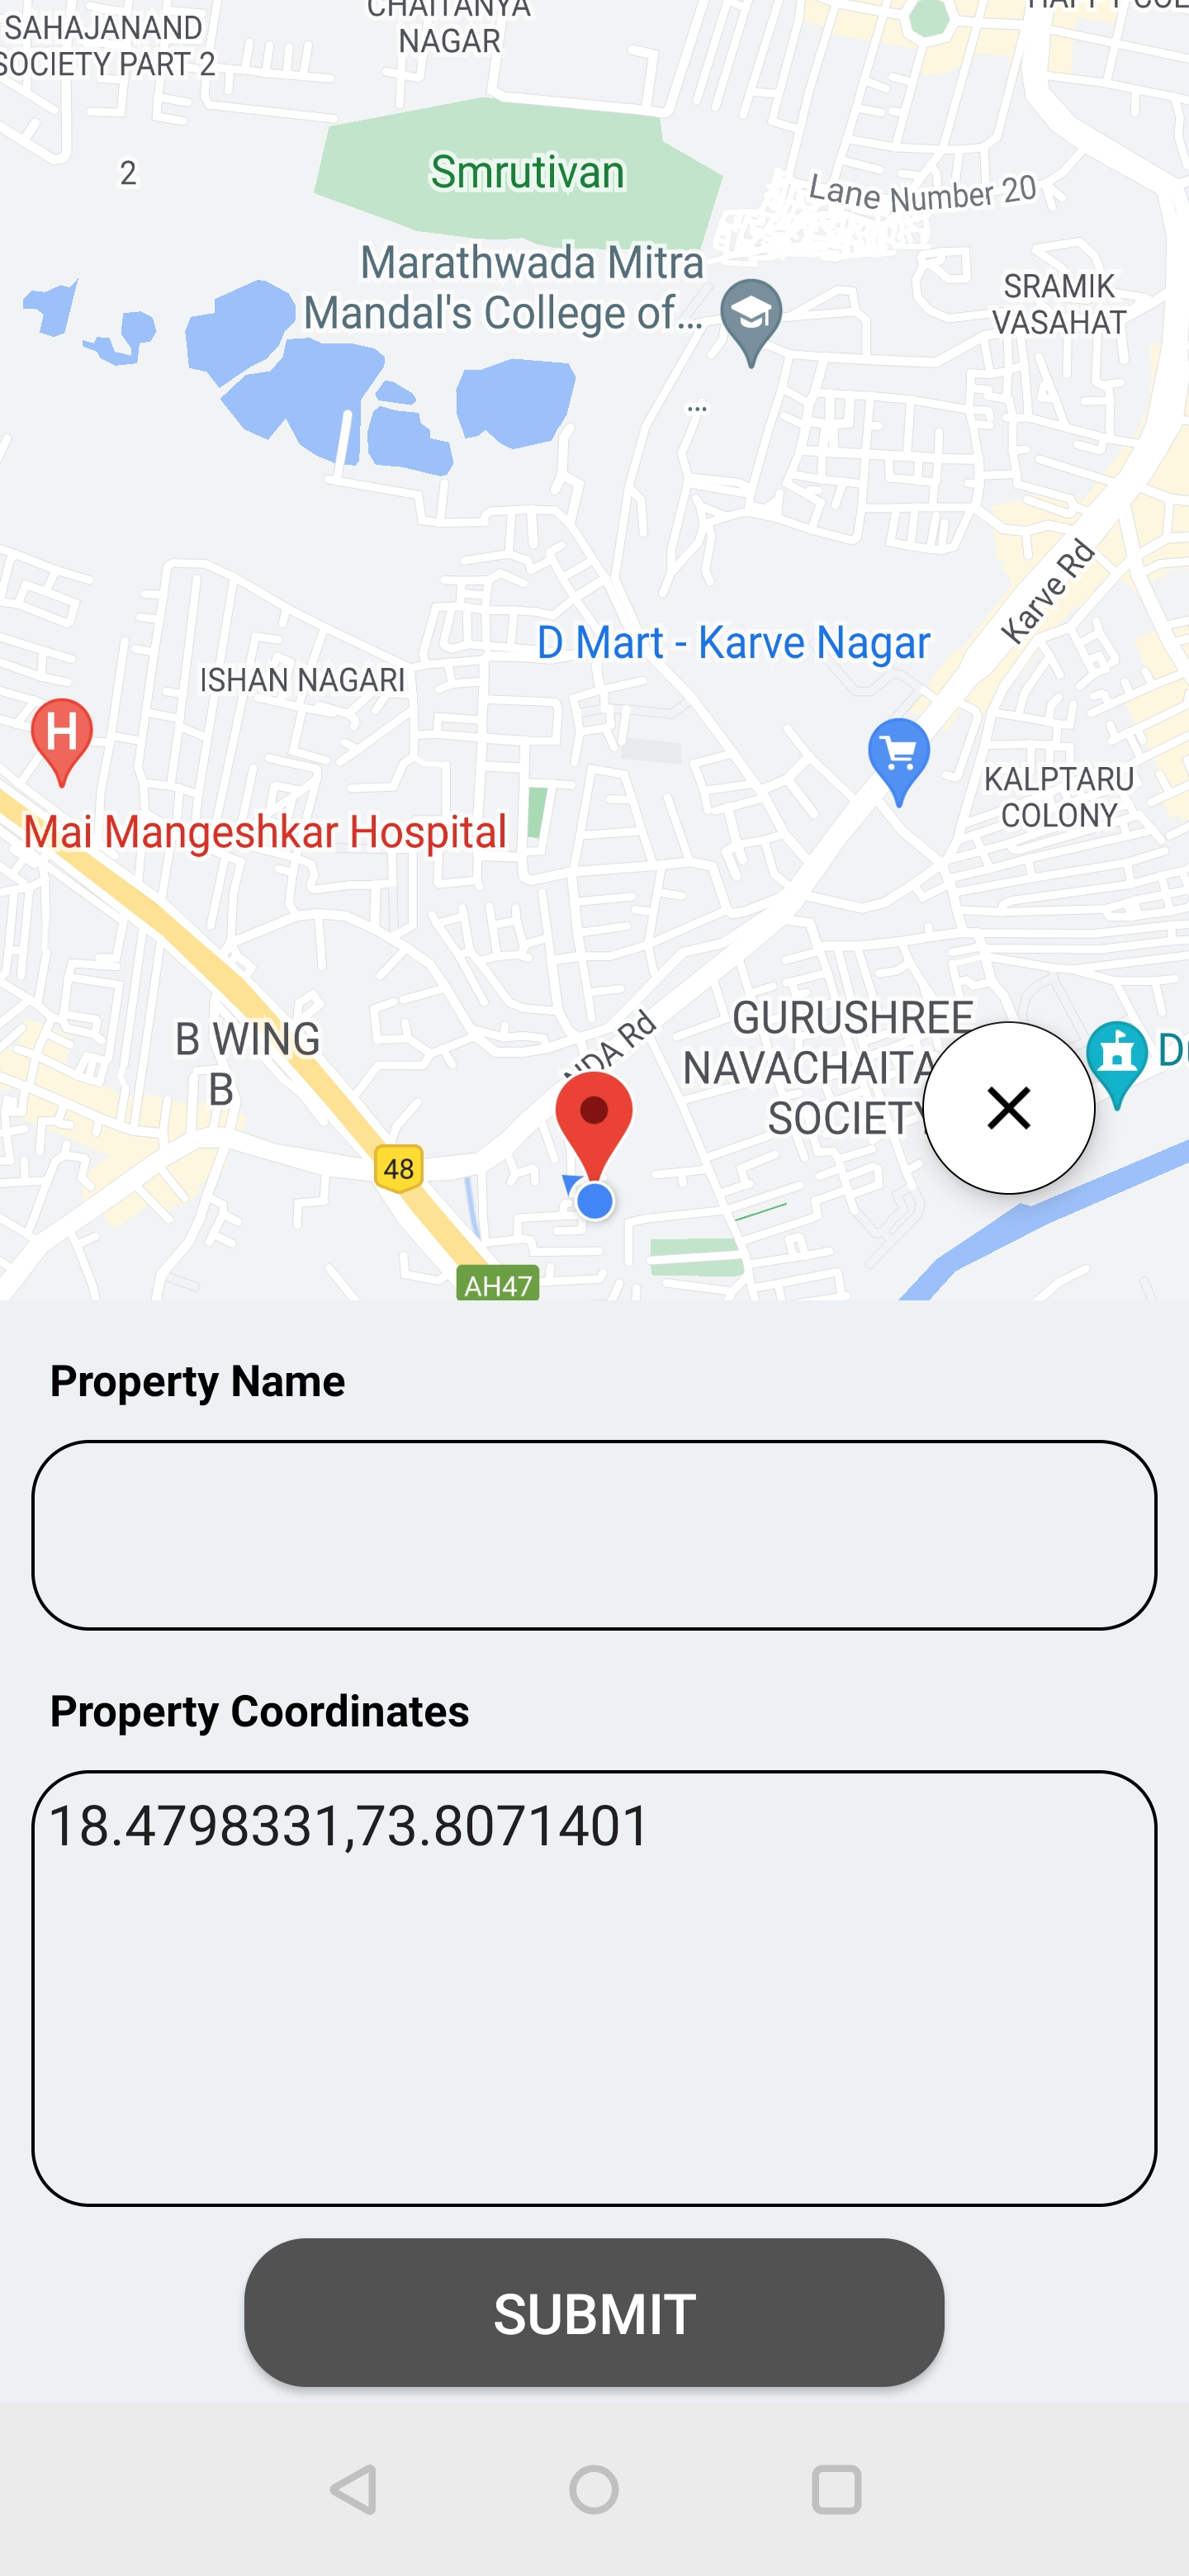 CHAITANYA
NAGAR
SAHAJANAND
SOCIETY PART 2
2
Smrutivan
Lane Number 20
Marathwada Mitra
Mandal's College of...
SRAMIK
VASAHAT
...
Karve Rd
D Mart - Karve Nagar
ISHAN NAGARI
H
KALPTARU
COLONY
Mai Mangeshkar Hospital
NDA Rd
B WING
B
GURUSHREE
NAVACHAITA
SOCIETY
48
AH47
Property Name
Property Coordinates
18.4798331,73.8071401
SUBMIT